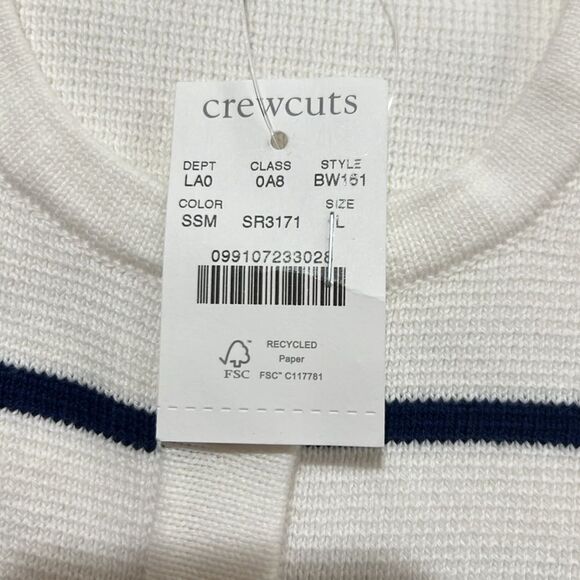 crewcuts
DEPT CLASS STYLE
LA0 0A8 BW161
COLOR SIZE
SSM SR3171 L
099107233028
RECYCLED
Paper
FSC FSC™ C117781